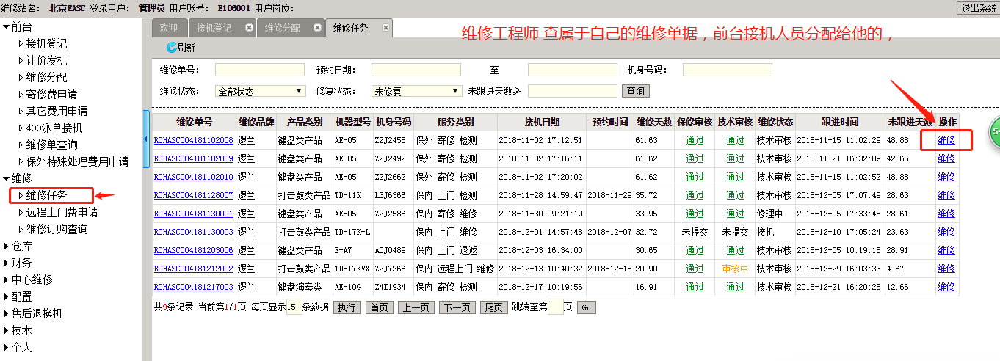 维修站名: 北京EASC 登录用户: 管理员 用户账号: E106001 用户岗位: 退出系统
前台
接机登记
计价发机
维修分配
寄修费申请
其它费用申请
400派单接机
维修单查询
保外特殊处理费用申请
维修
维修任务
远程上门费申请
维修订购查询
仓库
财务
中心维修
配置
售后退换机
技术
个人
欢迎 接机登记 维修分配 维修任务
维修工程师 查属于自己的维修单据，前台接机人员分配给他的，
刷新
维修单号: 预约日期: 至 机身号码:
维修状态: 全部状态 修复状态: 未修复 未跟进天数≥ 查询
维修单号 维修品牌 产品类别 机器型号 机身号码 服务类别 接机日期 预约时间 维修天数 保修审核 技术审核 维修状态 跟进时间 未跟进天数 操作
RCHASC004181102008 逻兰 键盘类产品 AE-05 Z2J2458 保外 寄修 检测 2018-11-02 17:12:51 61.63 通过 通过 技术审核 2018-11-15 11:02:29 48.88 维修
RCHASC004181102009 逻兰 键盘类产品 AE-05 Z2J2492 保外 寄修 检测 2018-11-02 17:16:11 61.62 通过 通过 技术审核 2018-11-21 16:32:09 42.65 维修
RCHASC004181102010 逻兰 键盘类产品 AE-05 Z2J2662 保外 寄修 检测 2018-11-02 17:20:02 61.62 通过 通过 技术审核 2018-11-15 11:02:52 48.88 维修
RCHASC004181128007 逻兰 打击鼓类产品 TD-11K L3J6366 保内 上门 检测 2018-11-28 14:59:47 2018-11-29 35.72 通过 通过 技术审核 2018-12-05 17:07:49 28.63 维修
RCHASC004181130001 逻兰 键盘类产品 AE-05 Z2J2586 保内 寄修 维修 2018-11-30 09:21:19 33.95 通过 通过 修理中 2018-12-05 17:33:45 28.61 维修
RCHASC004181130003 逻兰 打击鼓类产品 TD-17K-L 保内 上门 维修 2018-12-01 14:57:48 2018-12-07 32.72 未提交 未提交 接机 2018-12-10 17:05:24 23.63 维修
RCHASC004181203006 逻兰 键盘类产品 E-A7 A0J0489 保内 上门 退返 2018-12-03 16:34:00 30.65 通过 通过 技术审核 2018-12-05 10:19:18 28.91 维修
RCHASC004181212002 逻兰 打击鼓类产品 TD-17KVX Z2J7266 保内 远程上门 维修 2018-12-13 10:40:32 2018-12-15 20.90 通过 审核中 技术审核 2018-12-29 16:03:33 4.67 维修
RCHASC004181217003 逻兰 键盘演奏类 AE-10G Z4I1934 保内 寄修 检测 2018-12-17 10:19:56 16.91 通过 通过 技术审核 2018-12-21 16:20:28 12.66 维修
共9条记录 当前第1/1页 每页显示15条数据 执行 首页 上一页 下一页 尾页 跳转至第 页 Go